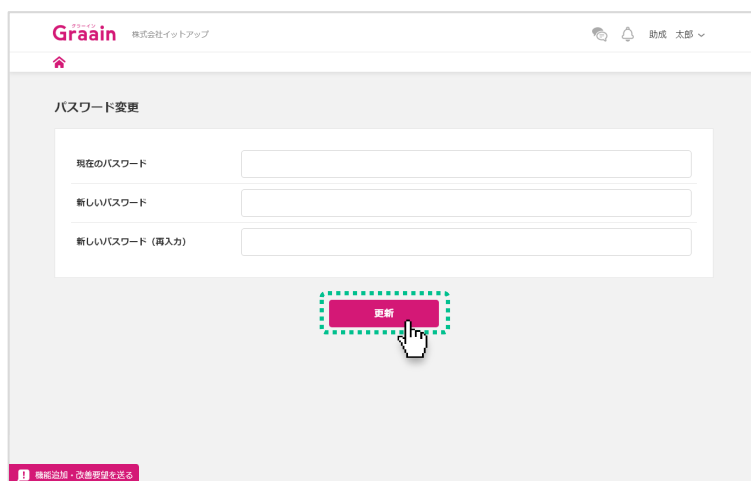 グラーイン
Graain 株式会社イットアップ
助成 太郎
パスワード変更
現在のパスワード
新しいパスワード
新しいパスワード（再入力）
更新
機能追加・改善要望を送る